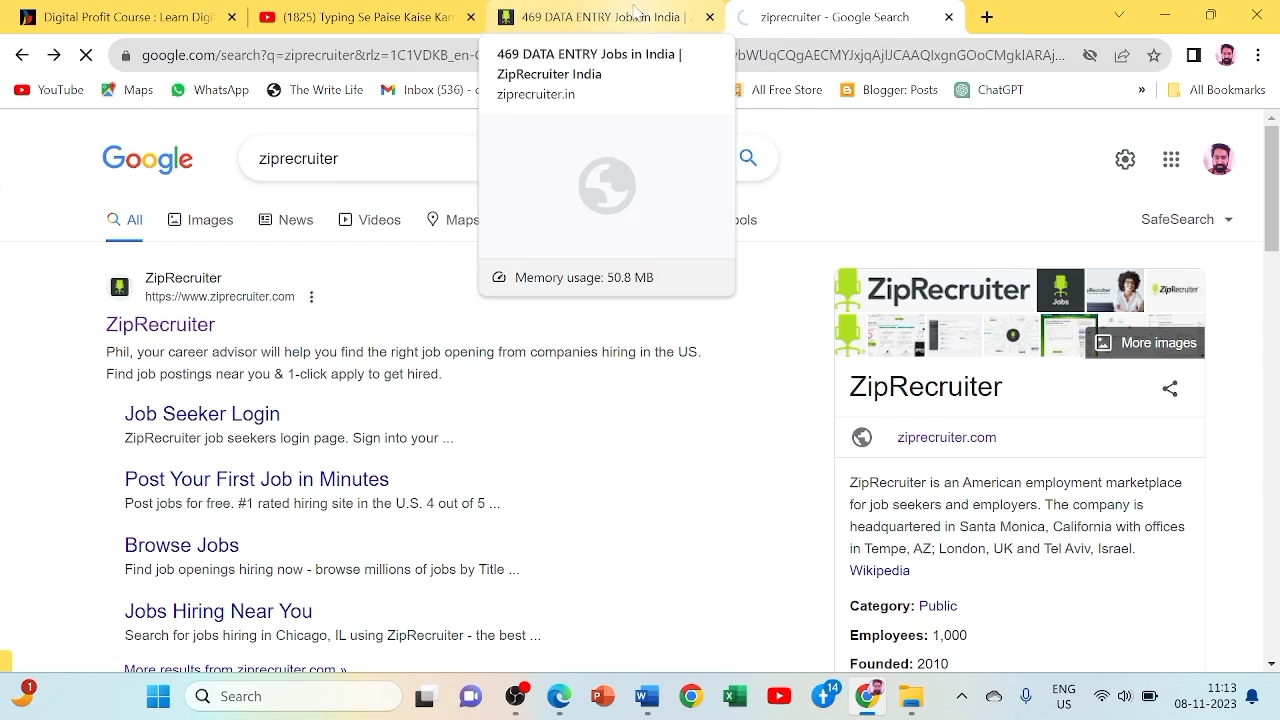 Digital Profit Course : Learn Digi
(1825) Typing Se Paise Kaise Kan
469 DATA ENTRY Jobs in India |
ziprecruiter - Google Search
google.com/search?q=ziprecruiter&rlz=1C1VDKB_en-G
ybWUqCQgAECMYJxjqAjIJCAAQIxgnGOoCMgkIARAj...
469 DATA ENTRY Jobs in India |
ZipRecruiter India
ziprecruiter.in
Memory usage: 50.8 MB
YouTube
Maps
WhatsApp
The Write Life
Inbox (536)
All Free Store
Blogger: Posts
ChatGPT
»
All Bookmarks
Google
ziprecruiter
All
Images
News
Videos
Maps
SafeSearch
ZipRecruiter
https://www.ziprecruiter.com
ZipRecruiter
Phil, your career advisor will help you find the right job opening from companies hiring in the US.
Find job postings near you & 1-click apply to get hired.
Job Seeker Login
ZipRecruiter job seekers login page. Sign into your ...
Post Your First Job in Minutes
Post jobs for free. #1 rated hiring site in the U.S. 4 out of 5 ...
Browse Jobs
Find job openings hiring now - browse millions of jobs by Title ...
Jobs Hiring Near You
Search for jobs hiring in Chicago, IL using ZipRecruiter - the best ...
More results from ziprecruiter.com »
ZipRecruiter
Jobs
ZipRecruiter
More images
ZipRecruiter
ziprecruiter.com
ZipRecruiter is an American employment marketplace
for job seekers and employers. The company is
headquartered in Santa Monica, California with offices
in Tempe, AZ; London, UK and Tel Aviv, Israel.
Wikipedia
Category: Public
Employees: 1,000
Founded: 2010
1
Search
14
ENG
US
11:13
08-11-2023